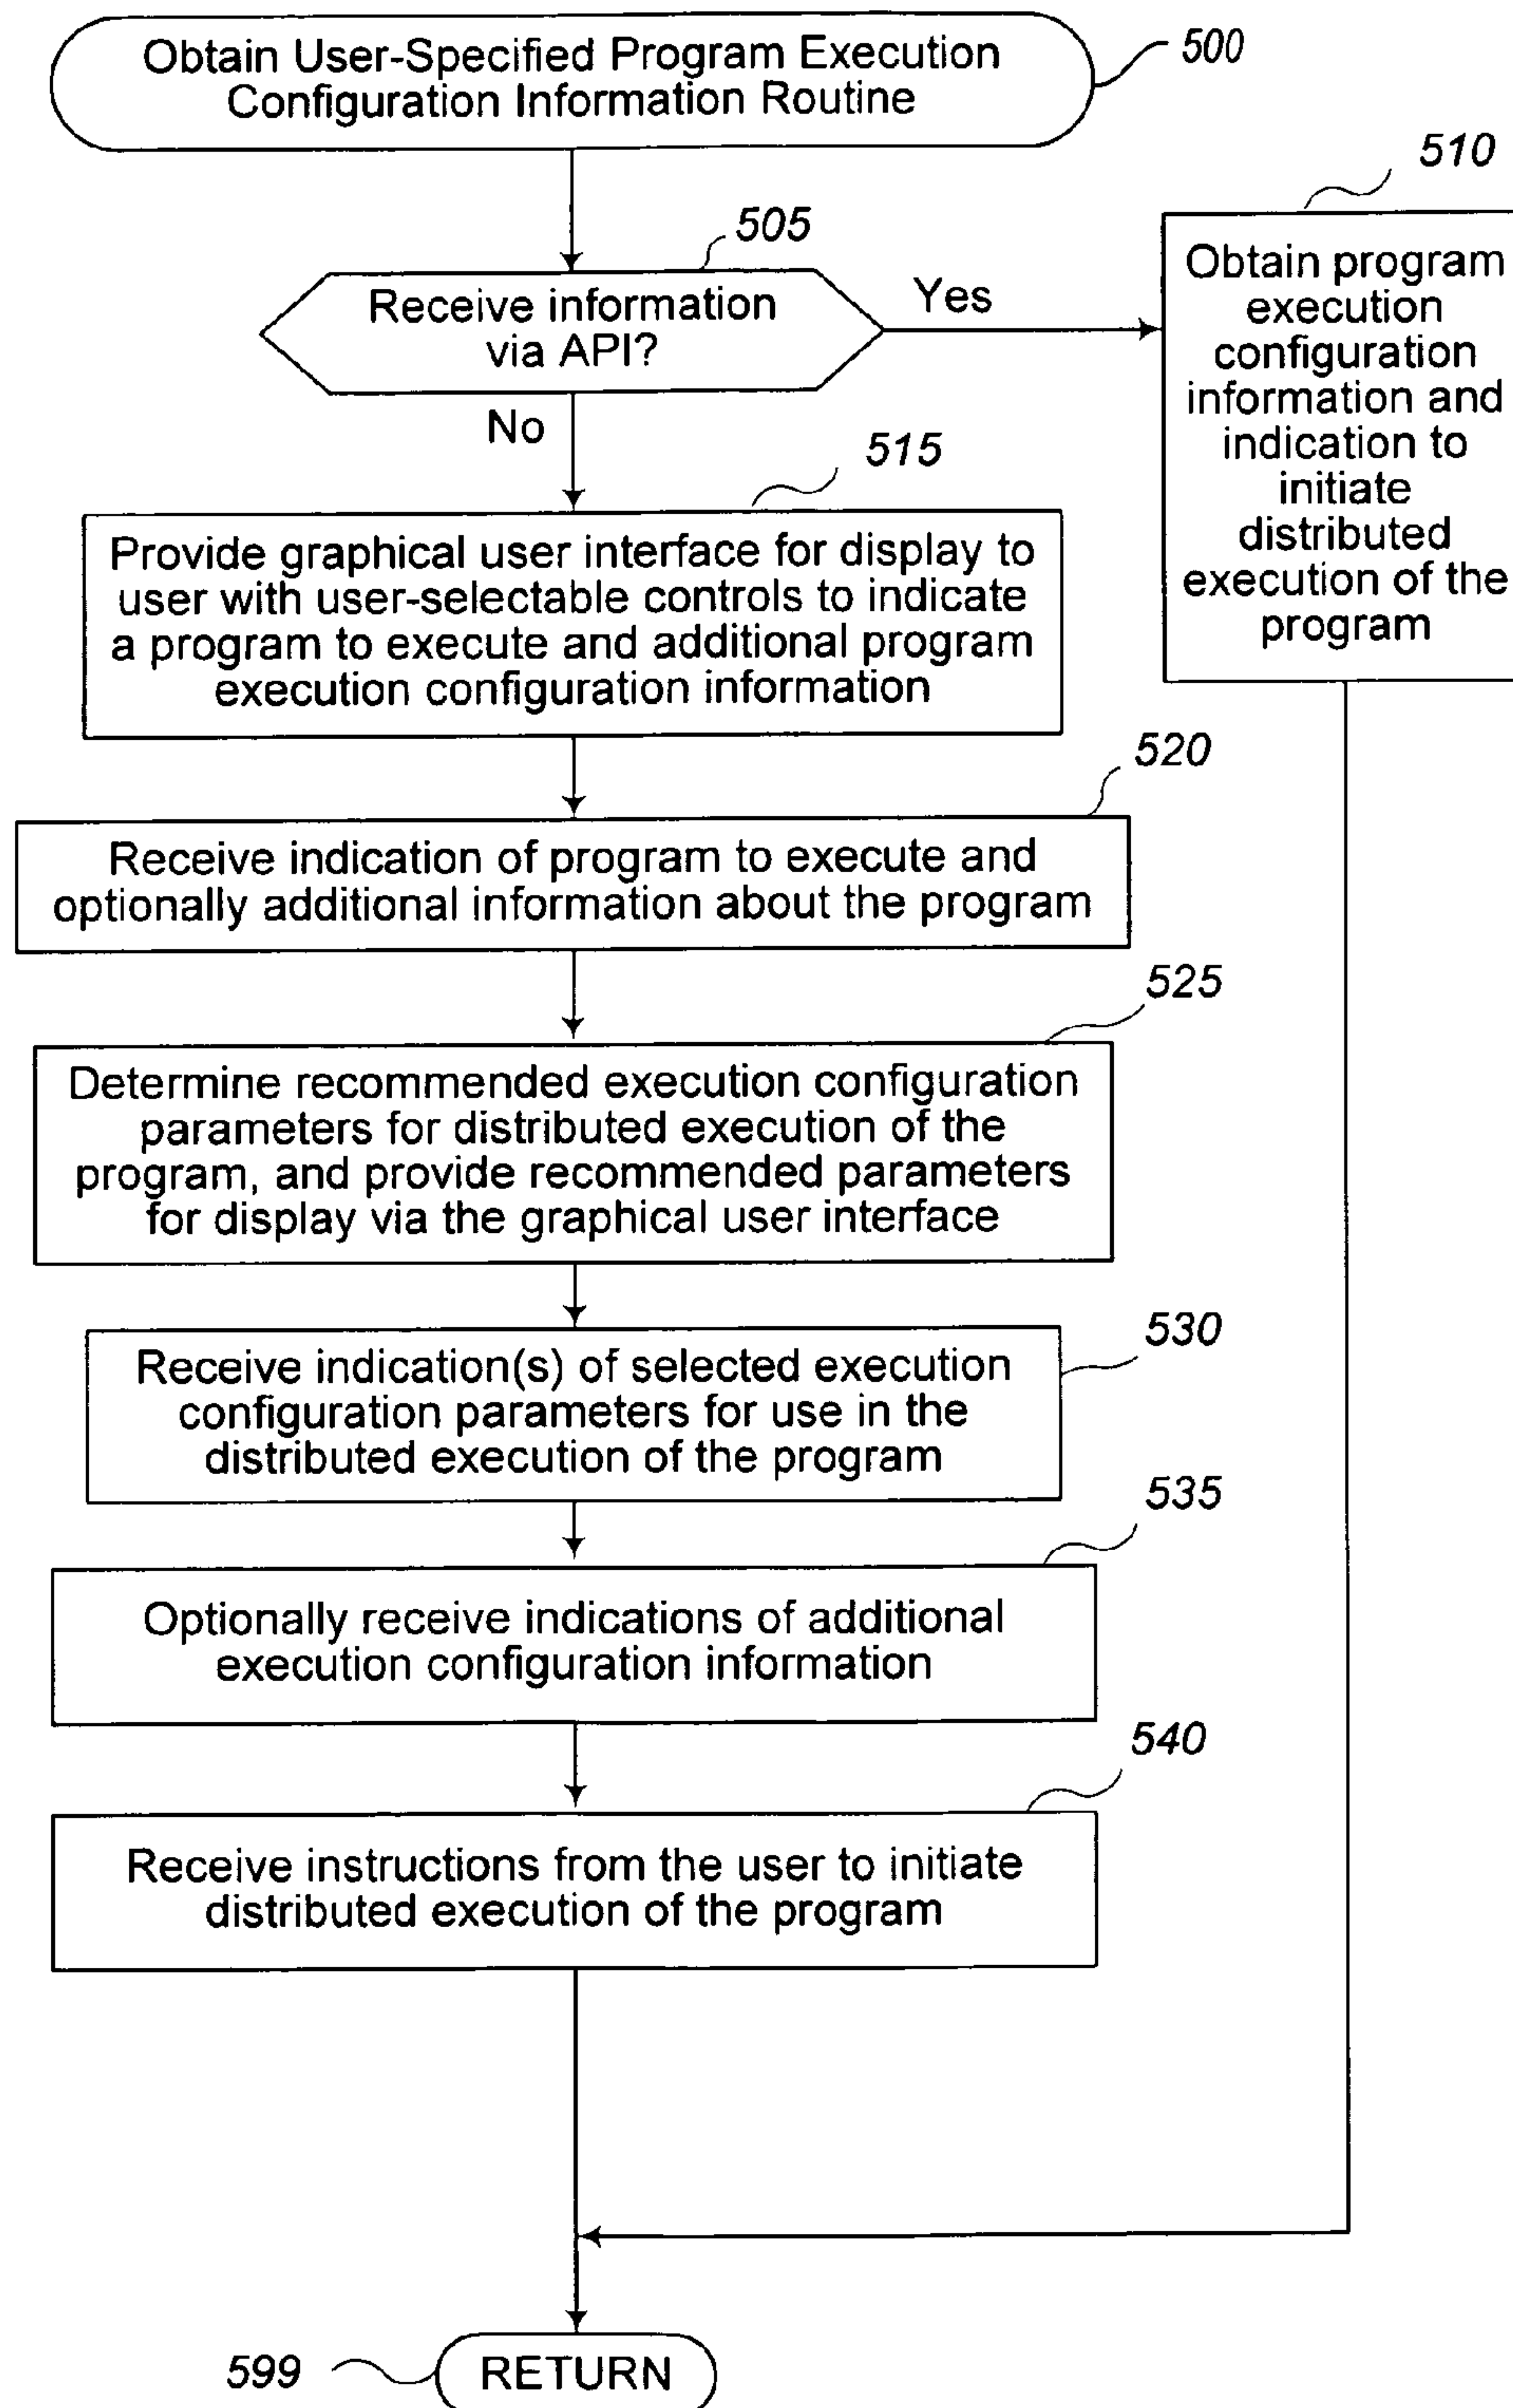 Obtain User-Specified Program Execution
Configuration Information Routine
500
505
Receive information
via API?
Yes
No
510
Obtain program
execution
configuration
information and
indication to
initiate
distributed
execution of the
program
515
Provide graphical user interface for display to
user with user-selectable controls to indicate
a program to execute and additional program
execution configuration information
520
Receive indication of program to execute and
optionally additional information about the program
525
Determine recommended execution configuration
parameters for distributed execution of the
program, and provide recommended parameters
for display via the graphical user interface
530
Receive indication(s) of selected execution
configuration parameters for use in the
distributed execution of the program
535
Optionally receive indications of additional
execution configuration information
540
Receive instructions from the user to initiate
distributed execution of the program
599
RETURN